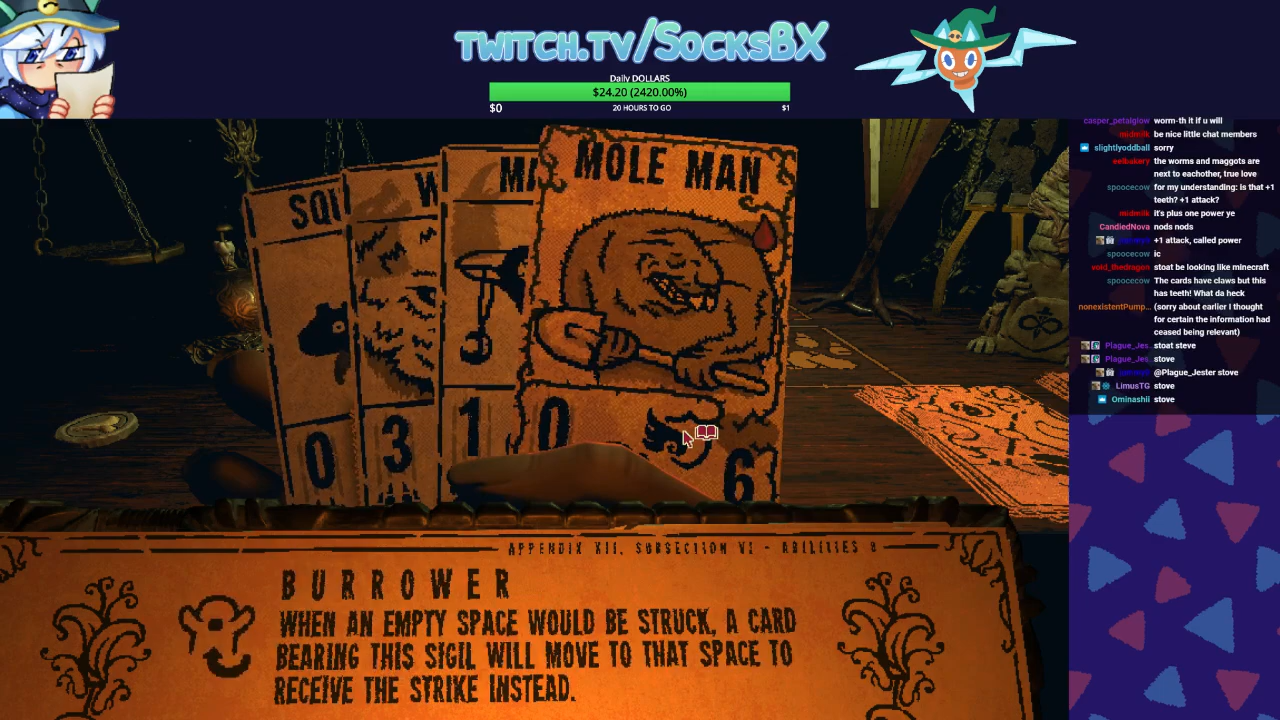 TWITCH.TV/SOCKSBX
Daily DOLLARS
$24.20 (2420.00%)
$0
20 HOURS TO GO
$1
casper_petalglow worm-th it if u will
midmilk be nice little chat members
slightlyoddball sorry
eelbakery the worms and maggots are
next to eachother, true love
spoocecow for my understanding: is that +1
teeth? +1 attack?
midmilk it's plus one power ye
CandiedNova nods nods
+1 attack, called power
spoocecow ic
void_thedragon stoat be looking like minecraft
spoocecow The cards have claws but this
has teeth! What da heck
nonexistentPump... (sorry about earlier I thought
for certain the information had
ceased being relevant)
Plague_Jes... stoat steve
Plague_Jes... stove
@Plague_Jester stove
LimusTG stove
Ominashii stove
SQU
W
MI
MOLE MAN
0
3
1
0
6
APPENDIX XII, SUBSECTION VI - ABILITIES 8
BURROWER
WHEN AN EMPTY SPACE WOULD BE STRUCK, A CARD
BEARING THIS SIGIL WILL MOVE TO THAT SPACE TO
RECEIVE THE STRIKE INSTEAD.